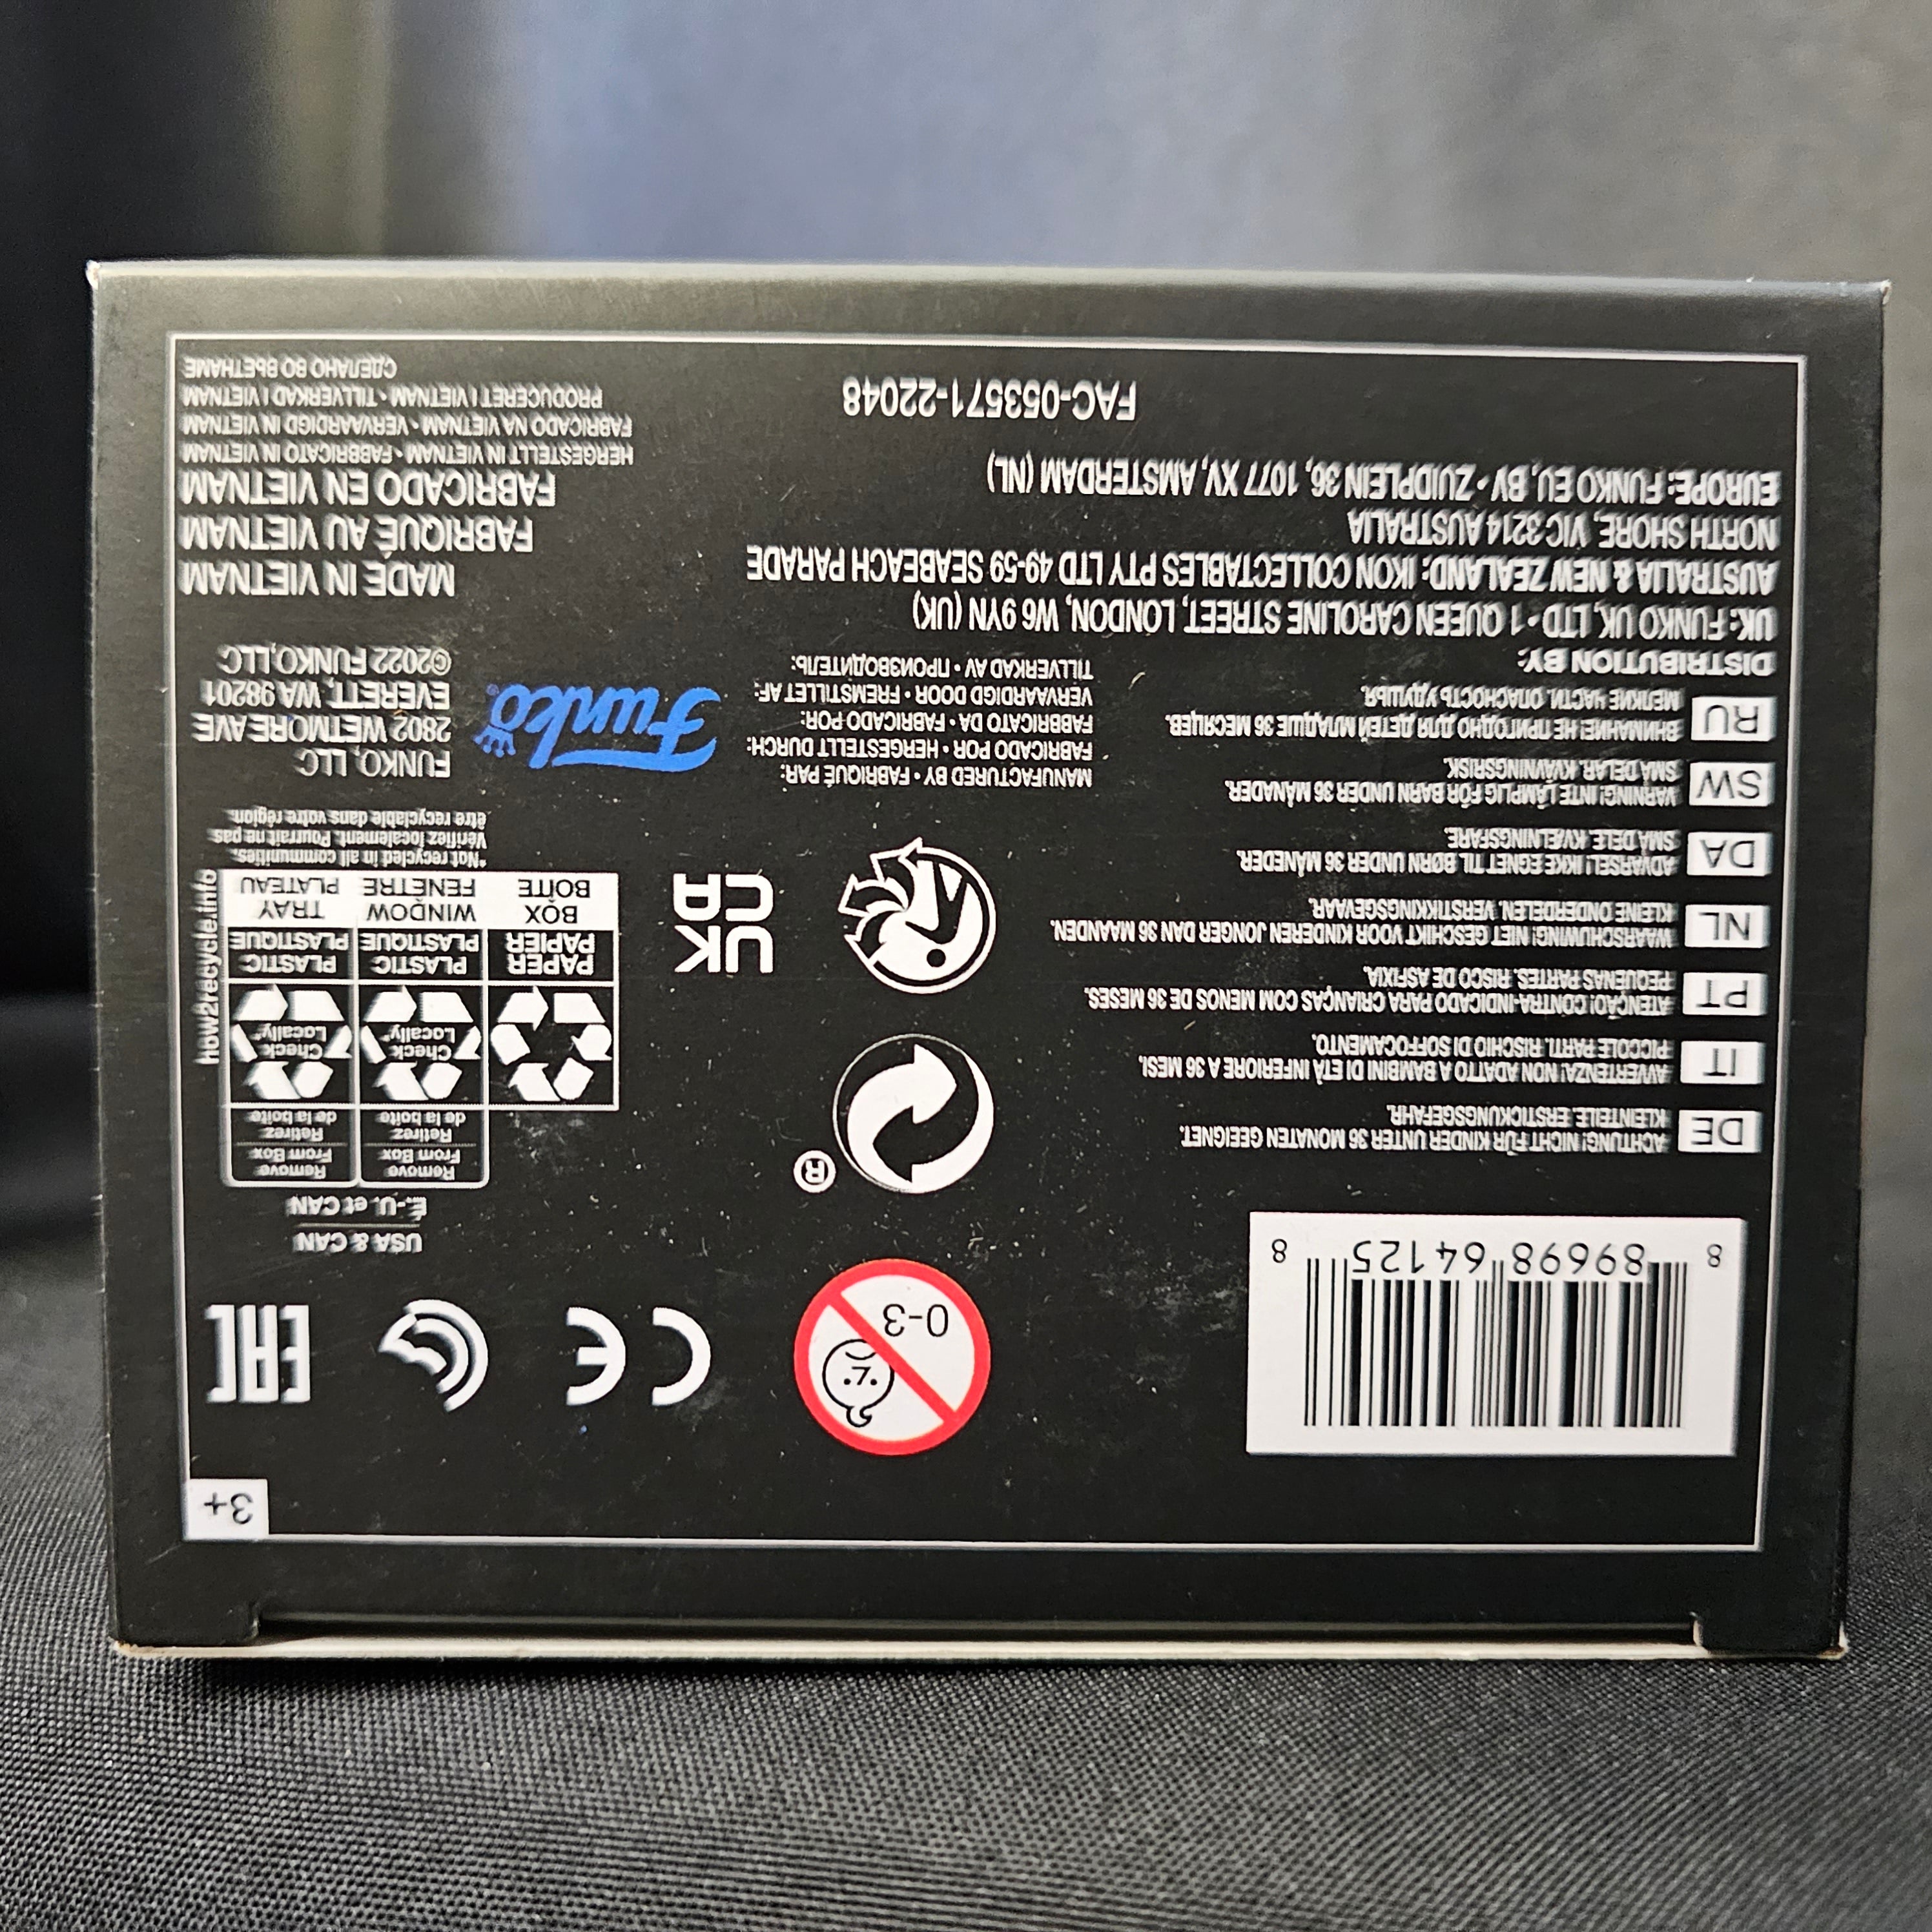 3+
8 89698 64125 8
0-3
CE
EAC
USA & CAN
É.-U. et CAN
Remove
From Box
Retirez
de la boîte
Remove
From Box
Retirez
de la boîte
Check
Locally*
Check
Locally*
PAPER
PAPIER
PLASTIC
PLASTIQUE
PLASTIC
PLASTIQUE
BOX
BOÎTE
WINDOW
FENÊTRE
TRAY
PLATEAU
how2recycle.info
*Not recycled in all communities.
Vérifiez localement. Pourrait ne pas
être recyclable dans votre région.
®
UK
CA
DE
ACHTUNG! NICHT FÜR KINDER UNTER 36 MONATEN GEEIGNET.
KLEINTEILE. ERSTICKUNGSGEFAHR.
IT
AVVERTENZA! NON ADATTO A BAMBINI DI ETÀ INFERIORE A 36 MESI.
PICCOLE PARTI. RISCHIO DI SOFFOCAMENTO.
PT
ATENÇÃO! CONTRA-INDICADO PARA CRIANÇAS COM MENOS DE 36 MESES.
PEQUENAS PARTES. RISCO DE ASFIXIA.
NL
WAARSCHUWING! NIET GESCHIKT VOOR KINDEREN JONGER DAN 36 MAANDEN.
KLEINE ONDERDELEN. VERSTIKKINGSGEVAAR.
DA
ADVARSEL! IKKE EGNET TIL BØRN UNDER 36 MÅNEDER.
SMÅ DELE. KVÆLNINGSFARE.
SW
VARNING! INTE LÄMPLIG FÖR BARN UNDER 36 MÅNADER.
SMÅ DELAR. KVÄVNINGSRISK.
RU
ВНИМАНИЕ! НЕ ПРИГОДНО ДЛЯ ДЕТЕЙ МЛАДШЕ 36 МЕСЯЦЕВ.
МЕЛКИЕ ЧАСТИ. ОПАСНОСТЬ УДУШЬЯ.
MANUFACTURED BY • FABRIQUÉ PAR:
FABRICADO POR • HERGESTELLT DURCH:
FABBRICATO DA • FABRICADO POR:
VERVAARDIGD DOOR • FREMSTILLET AF:
TILLVERKAD AV • ПРОИЗВОДИТЕЛЬ:
Funko®
FUNKO, LLC
2802 WETMORE AVE
EVERETT, WA 98201
©2022 FUNKO,LLC
DISTRIBUTION BY:
UK: FUNKO UK, LTD • 1 QUEEN CAROLINE STREET, LONDON, W6 9YN (UK)
AUSTRALIA & NEW ZEALAND: IKON COLLECTABLES PTY LTD 49-59 SEABEACH PARADE
NORTH SHORE, VIC 3214 AUSTRALIA
EUROPE: FUNKO EU, BV • ZUIDPLEIN 36, 1077 XV, AMSTERDAM (NL)
MADE IN VIETNAM
FABRIQUÉ AU VIETNAM
FABRICADO EN VIETNAM
HERGESTELLT IN VIETNAM • FABBRICATO IN VIETNAM
FABRICADO NA VIETNAM • VERVAARDIGD IN VIETNAM
PRODUCERET I VIETNAM • TILLVERKAD I VIETNAM
СДЕЛАНО ВО ВЬЕТНАМЕ
FAC-053571-22048